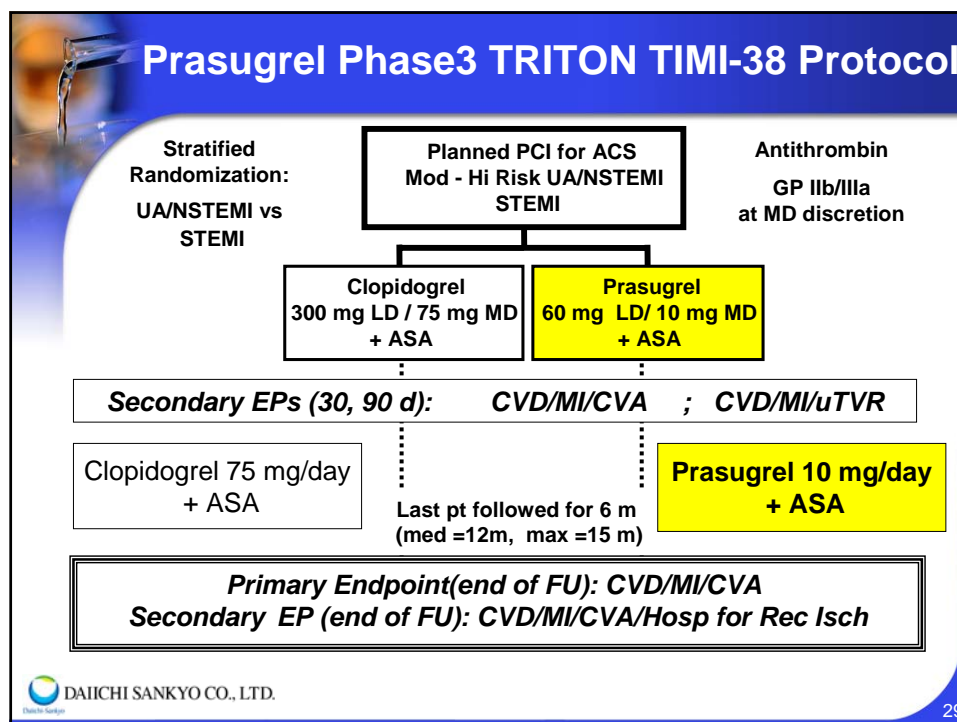 Prasugrel Phase3 TRITON TIMI-38 Protocol
Stratified
Randomization:
UA/NSTEMI vs
STEMI
Planned PCI for ACS
Mod - Hi Risk UA/NSTEMI
STEMI
Antithrombin
GP IIb/IIIa
at MD discretion
Clopidogrel
300 mg LD / 75 mg MD
+ ASA
Prasugrel
60 mg LD/ 10 mg MD
+ ASA
Secondary EPs (30, 90 d): CVD/MI/CVA ; CVD/MI/uTVR
Clopidogrel 75 mg/day
+ ASA
Last pt followed for 6 m
(med =12m, max =15 m)
Prasugrel 10 mg/day
+ ASA
Primary Endpoint(end of FU): CVD/MI/CVA
Secondary EP (end of FU): CVD/MI/CVA/Hosp for Rec Isch
Daiichi-Sankyo
DAIICHI SANKYO CO., LTD.
29